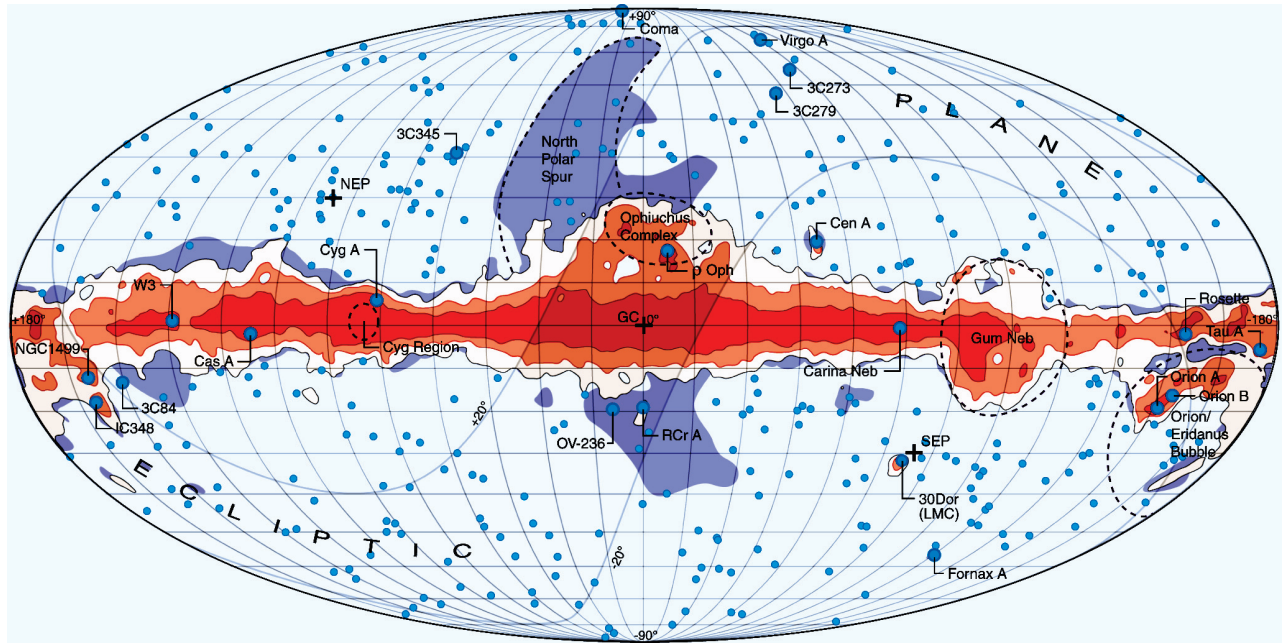 +90°
Coma
Virgo A
3C273
3C279
P L A N E
3C345
North
Polar
Spur
NEP
Ophiuchus
Complex
Cen A
Cyg A
ρ Oph
W3
Rosette
+180°
GC
0°
-180°
Tau A
NGC1499
Cas A
Cyg Region
Gum Neb
Carina Neb
Orion A
3C84
Orion B
IC348
+20°
OV-236
RCr A
Orion/
Eridanus
Bubble
SEP
E C L I P T I C
30Dor
(LMC)
-20°
Fornax A
-90°